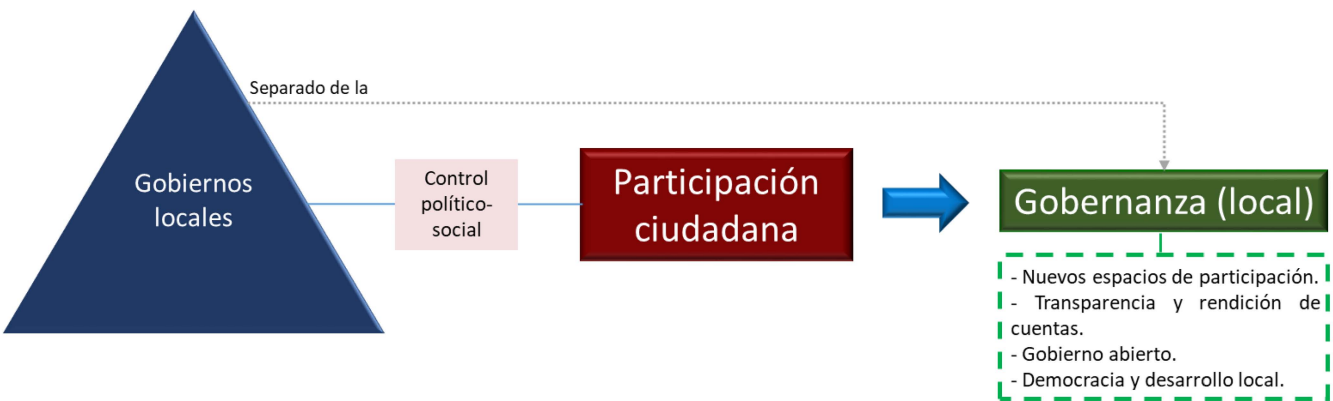 Separado de la
Gobiernos
locales
Control
político-
social
Participación
ciudadana
Gobernanza (local)
- Nuevos espacios de participación.
- Transparencia y rendición de
cuentas.
- Gobierno abierto.
- Democracia y desarrollo local.